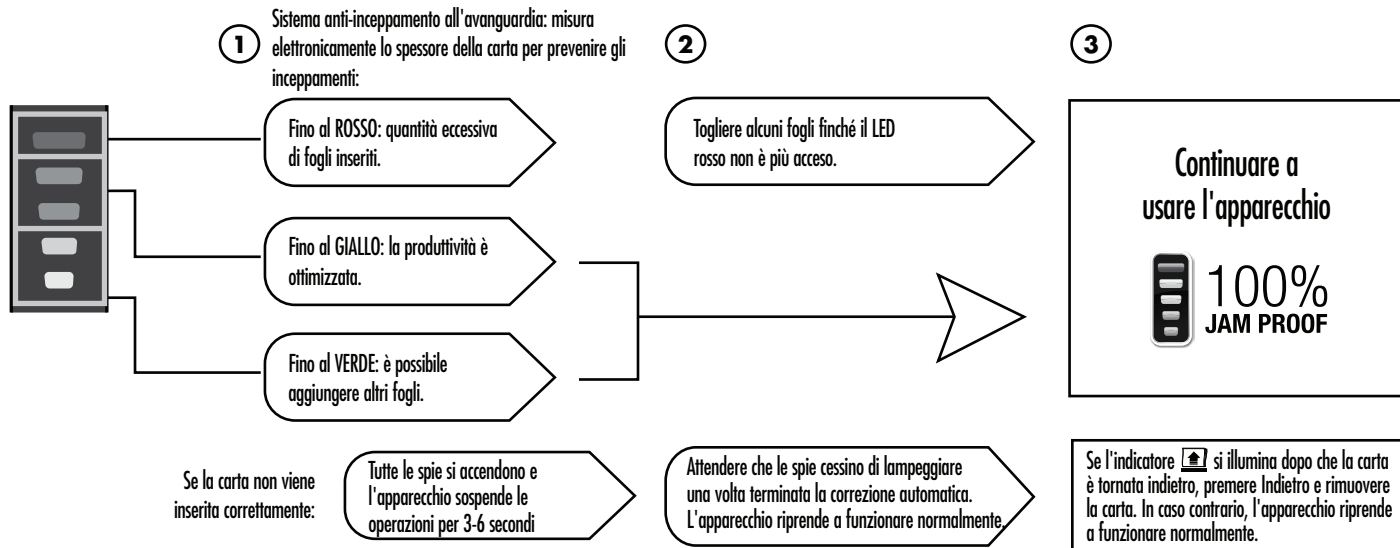 1
Sistema anti-inceppamento all'avanguardia: misura
elettronicamente lo spessore della carta per prevenire gli
inceppamenti:
2
3
Fino al ROSSO: quantità eccessiva
di fogli inseriti.
Togliere alcuni fogli finché il LED
rosso non è più acceso.
Fino al GIALLO: la produttività è
ottimizzata.
Fino al VERDE: è possibile
aggiungere altri fogli.
Continuare a
usare l'apparecchio
100%
JAM PROOF
Se la carta non viene
inserita correttamente:
Tutte le spie si accendono e
l'apparecchio sospende le
operazioni per 3-6 secondi
Attendere che le spie cessino di lampeggiare
una volta terminata la correzione automatica.
L'apparecchio riprende a funzionare normalmente.
Se l'indicatore si illumina dopo che la carta
è tornata indietro, premere Indietro e rimuovere
la carta. In caso contrario, l'apparecchio riprende
a funzionare normalmente.